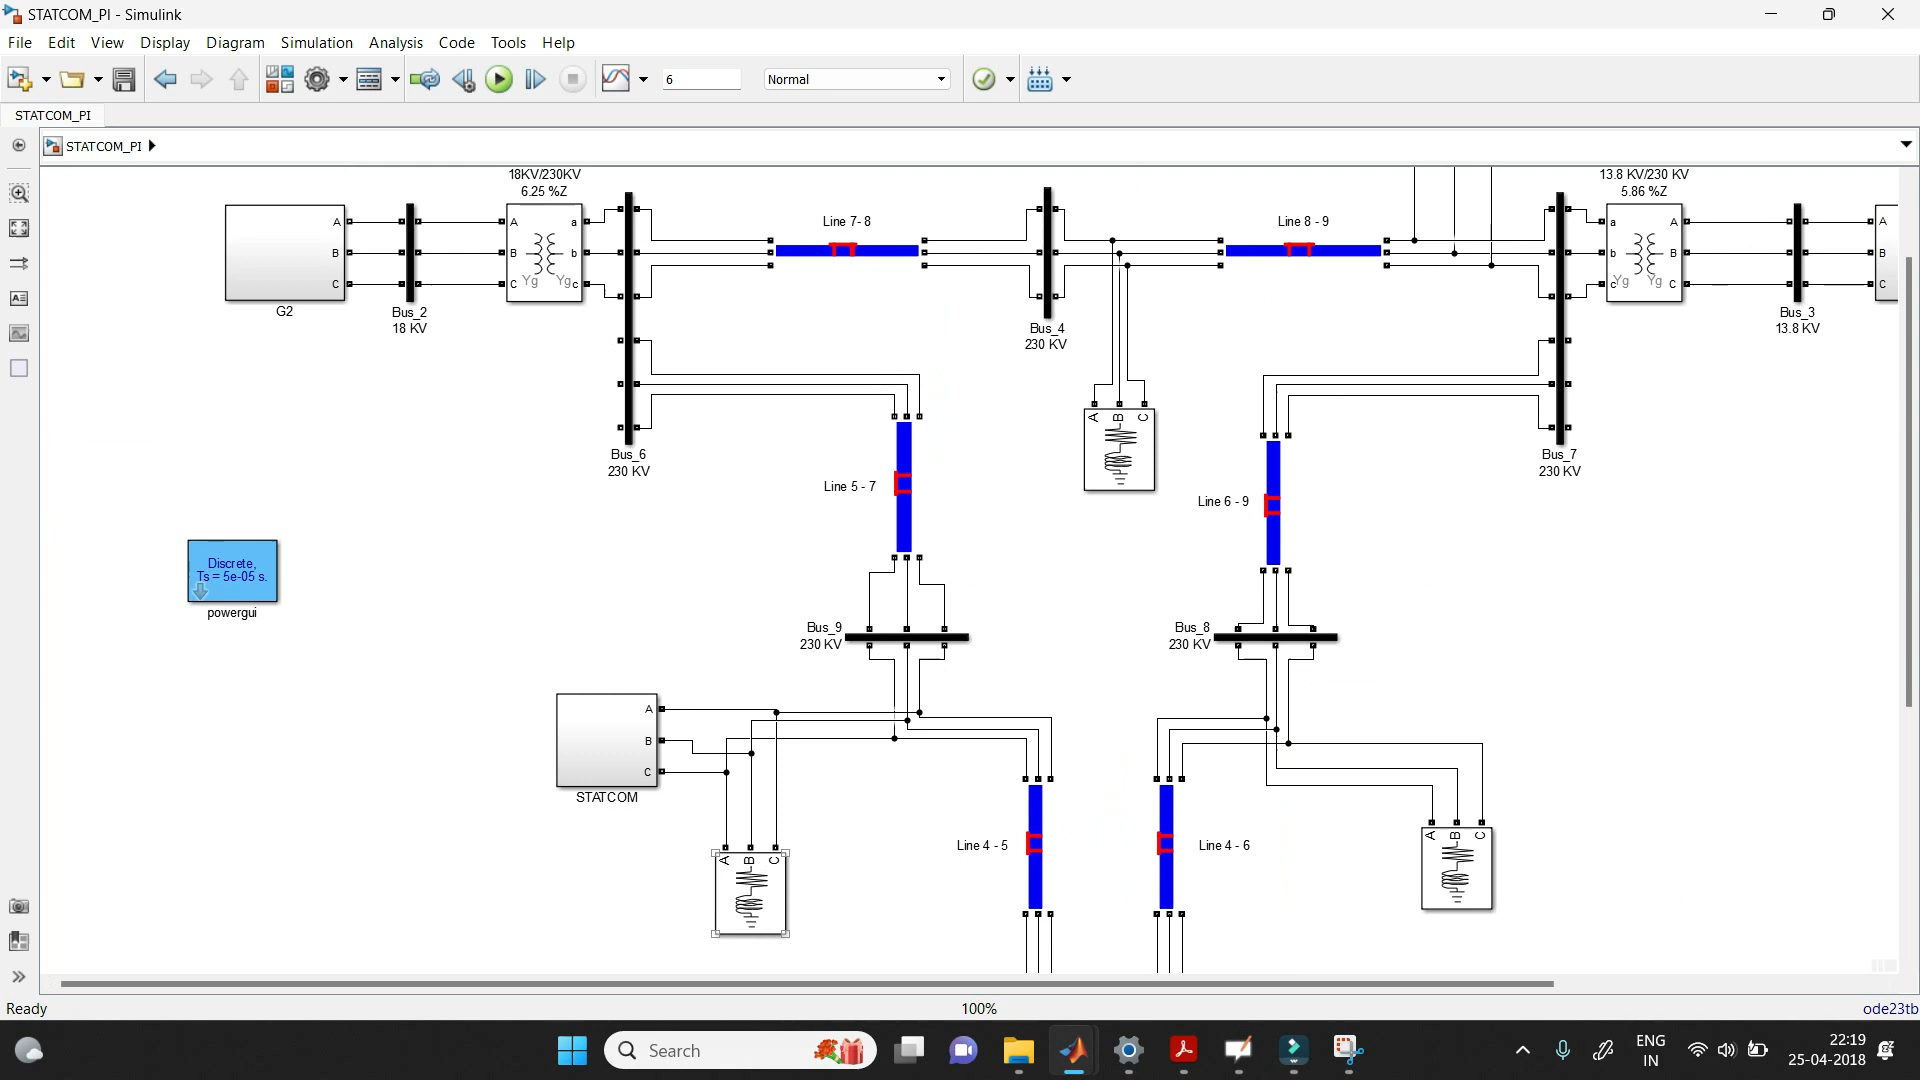 STATCOM_PI - Simulink
File Edit View Display Diagram Simulation Analysis Code Tools Help
6
Normal
STATCOM_PI
STATCOM_PI
18KV/230KV
6.25 %Z
13.8 KV/230 KV
5.86 %Z
A
B
C
G2
Bus_2
18 KV
A
B
C
a
b
c
Yg Yg
Line 7- 8
Bus_4
230 KV
Line 8 - 9
a
b
c
A
B
C
Yg Yg
Bus_3
13.8 KV
A
B
C
Bus_6
230 KV
Line 5 - 7
A B C
Line 6 - 9
Bus_7
230 KV
Discrete,
Ts = 5e-05 s.
powergui
Bus_9
230 KV
Bus_8
230 KV
A
B
C
STATCOM
A B C
Line 4 - 5
Line 4 - 6
A B C
Ready
100%
ode23tb
Search
ENG
IN
22:19
25-04-2018